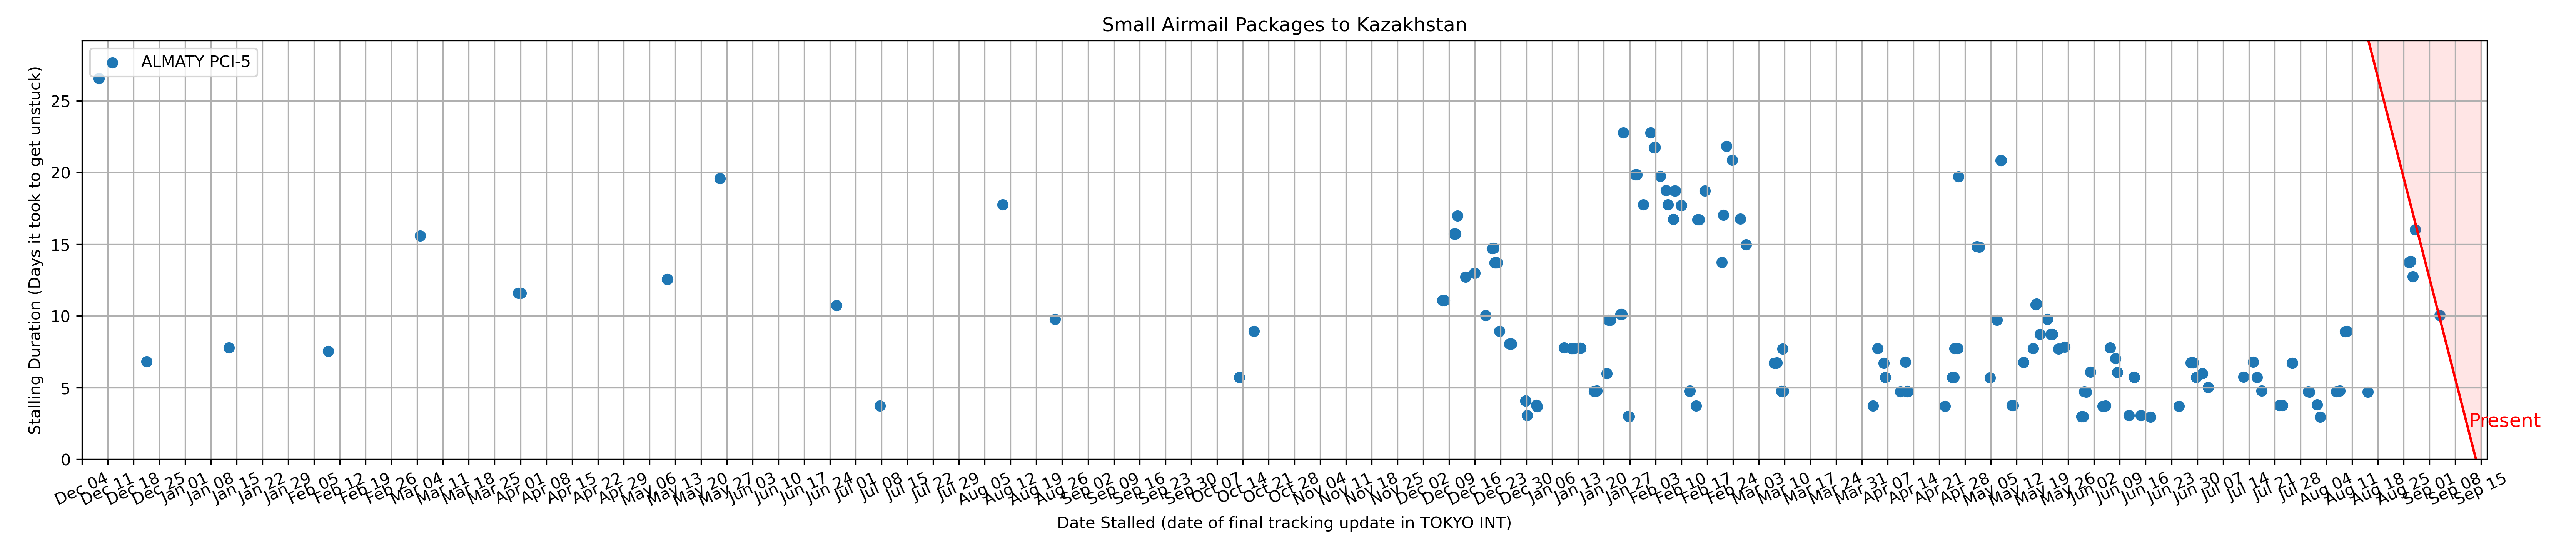 Small Airmail Packages to Kazakhstan
ALMATY PCI-5
Stalling Duration (Days it took to get unstuck)
25
20
15
10
5
0
Present
Dec 04
Dec 11
Dec 18
Dec 25
Jan 01
Jan 08
Jan 15
Jan 22
Jan 29
Feb 05
Feb 12
Feb 19
Feb 26
Mar 04
Mar 11
Mar 18
Mar 25
Apr 01
Apr 08
Apr 15
Apr 22
Apr 29
May 06
May 13
May 20
May 27
Jun 03
Jun 10
Jun 17
Jun 24
Jul 01
Jul 08
Jul 15
Jul 22
Jul 29
Aug 05
Aug 12
Aug 19
Aug 26
Sep 02
Sep 09
Sep 16
Sep 23
Sep 30
Oct 07
Oct 14
Oct 21
Oct 28
Nov 04
Nov 11
Nov 18
Nov 25
Dec 02
Dec 09
Dec 16
Dec 23
Dec 30
Jan 06
Jan 13
Jan 20
Jan 27
Feb 03
Feb 10
Feb 17
Feb 24
Mar 03
Mar 10
Mar 17
Mar 24
Mar 31
Apr 07
Apr 14
Apr 21
Apr 28
May 05
May 12
May 19
May 26
Jun 02
Jun 09
Jun 16
Jun 23
Jun 30
Jul 07
Jul 14
Jul 21
Jul 28
Aug 04
Aug 11
Aug 18
Aug 25
Sep 01
Sep 08
Sep 15
Date Stalled (date of final tracking update in TOKYO INT)